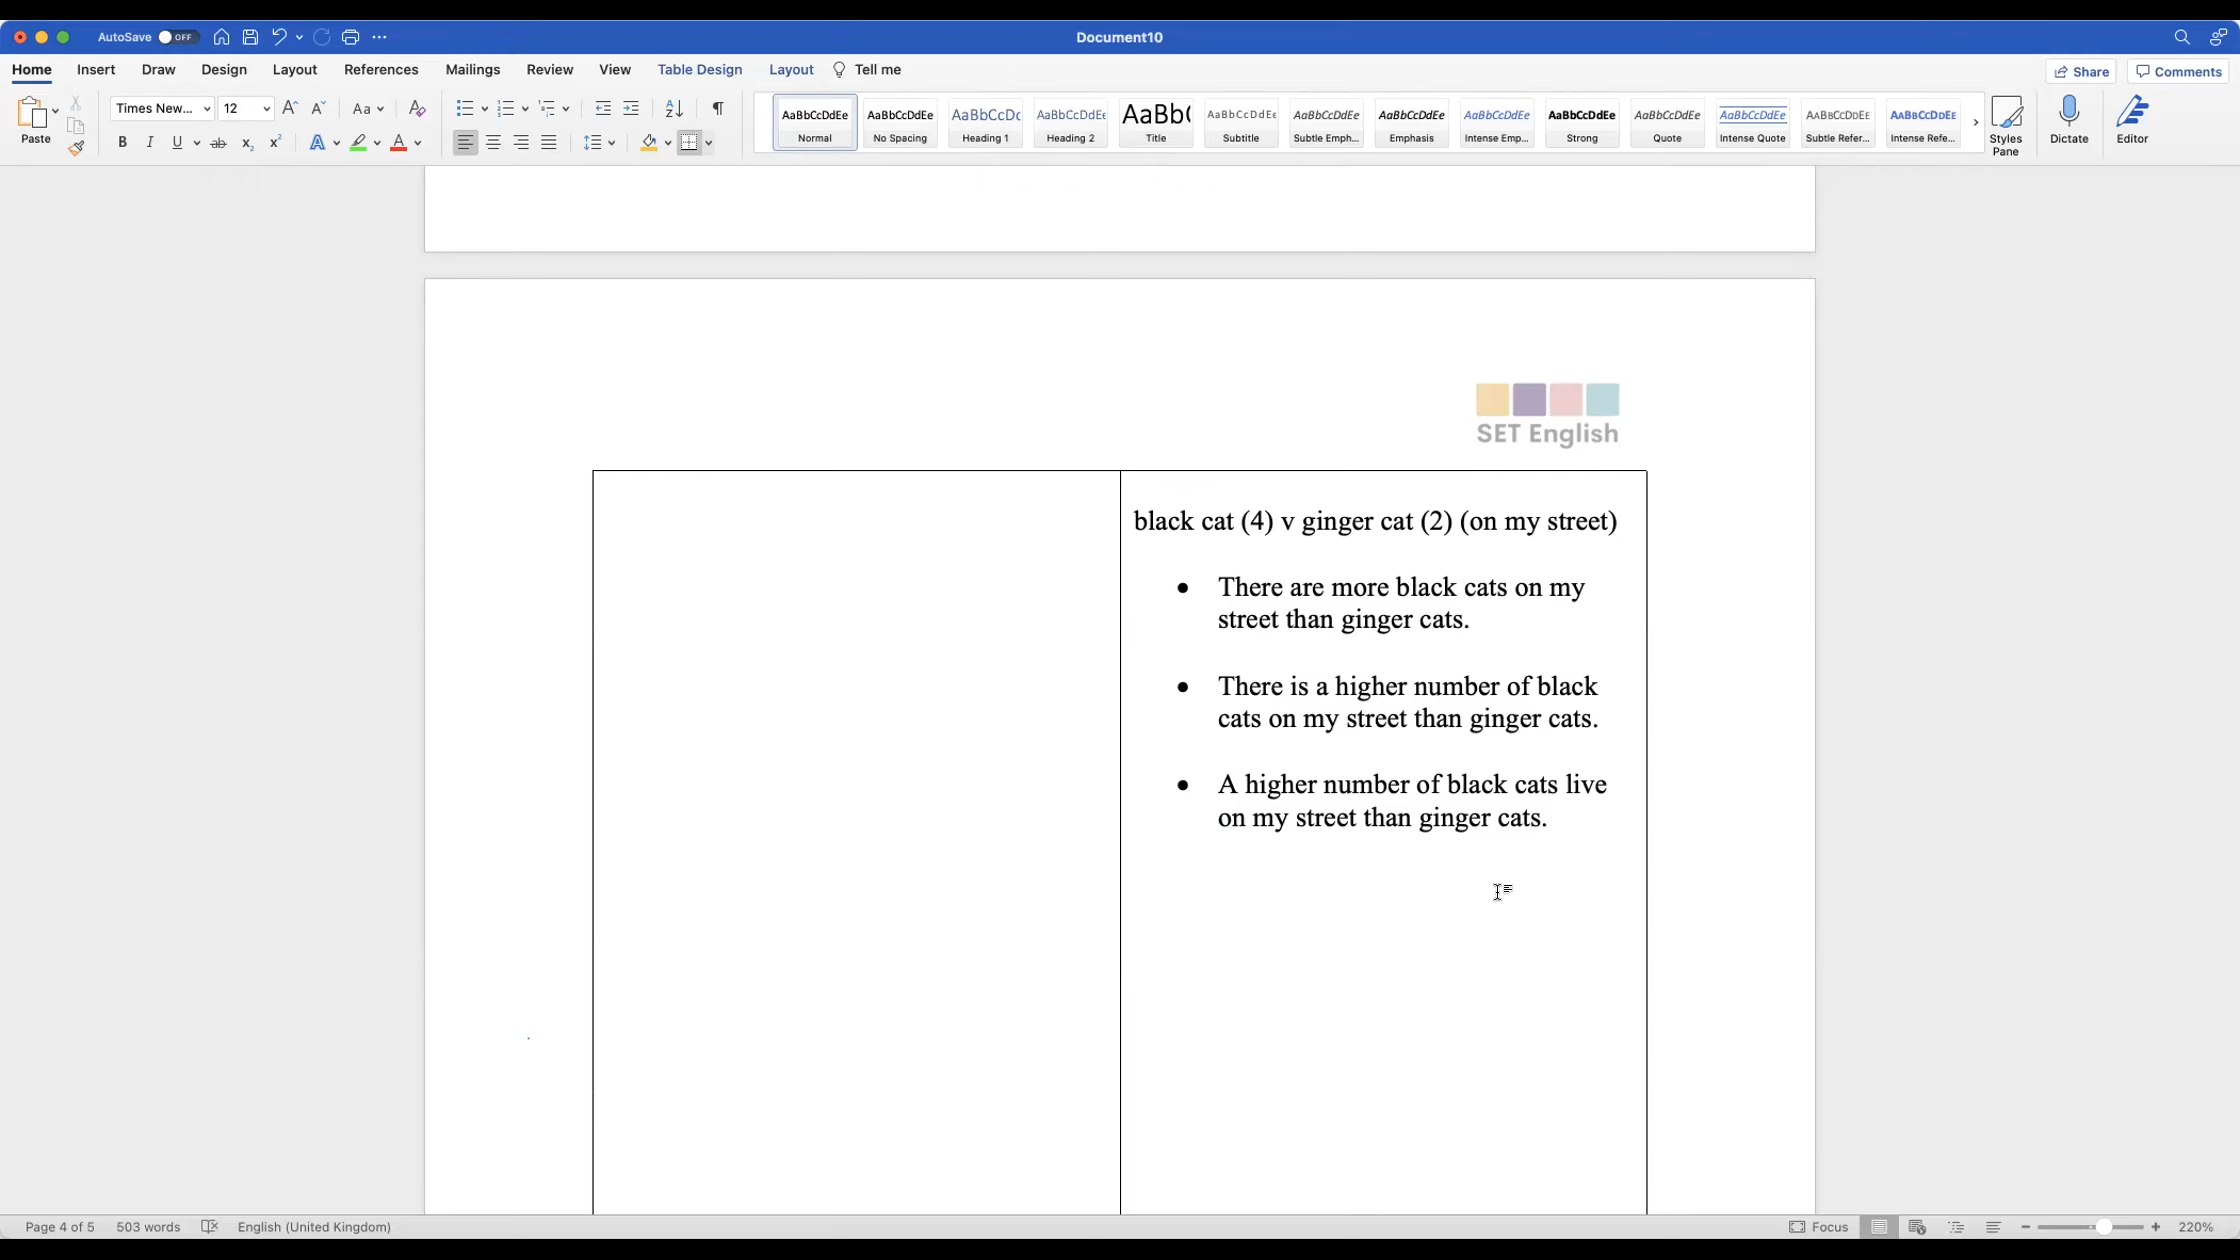 AutoSave OFF
Document10
Home Insert Draw Design Layout References Mailings Review View Table Design Layout Tell me
Share Comments
Paste
Times New... 12
Aa
B I U ab x2 x2 A A
AaBbCcDdEe AaBbCcDdEe AaBbCcDc AaBbCcDdEe AaBb( AaBbCcDdEe AaBbCcDdEe AaBbCcDdEe AaBbCcDdEe AaBbCcDdEe AaBbCcDdEe AaBbCcDdEe AaBbCcDdEe AaBbCcDdEe
Normal No Spacing Heading 1 Heading 2 Title Subtitle Subtle Emph... Emphasis Intense Emp... Strong Quote Intense Quote Subtle Refer... Intense Refe...
Styles
Pane
Dictate
Editor
SET English
black cat (4) v ginger cat (2) (on my street)
• There are more black cats on my
street than ginger cats.
• There is a higher number of black
cats on my street than ginger cats.
• A higher number of black cats live
on my street than ginger cats.
Page 4 of 5 503 words English (United Kingdom)
Focus 220%